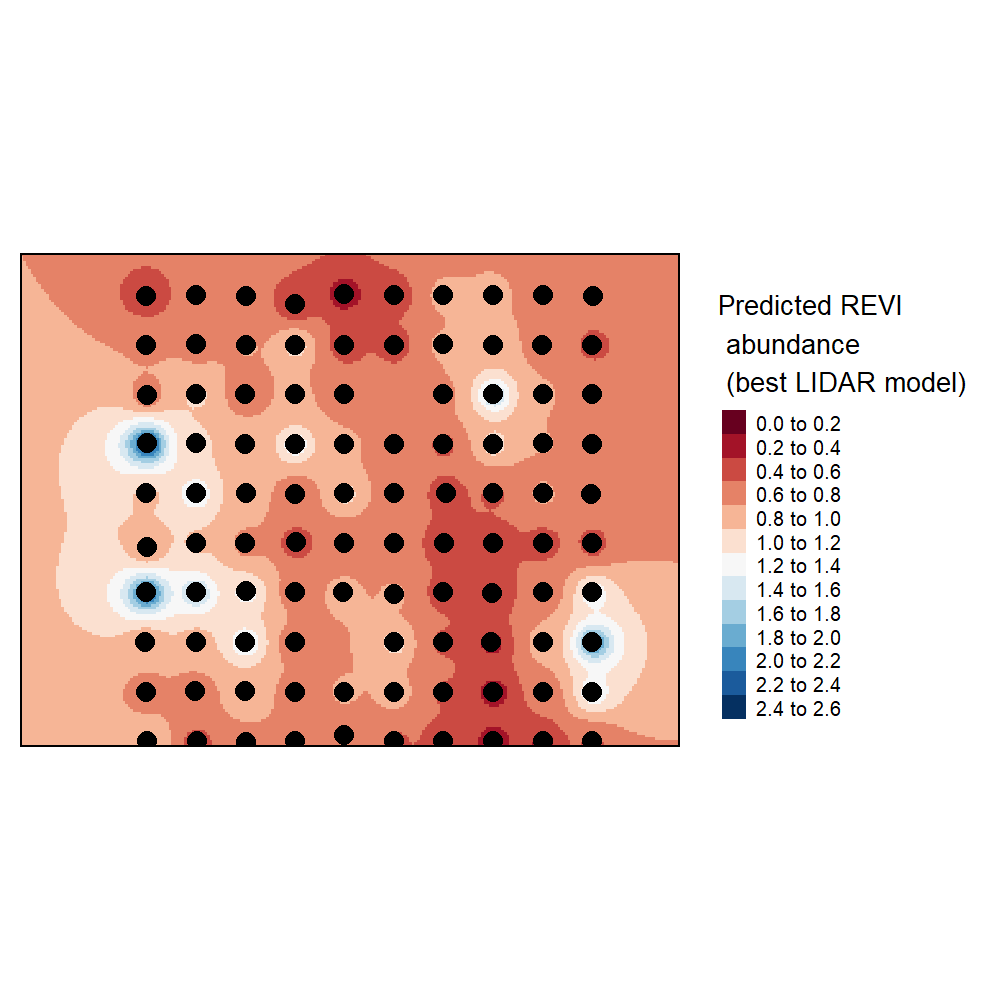 Predicted REVI
abundance
(best LIDAR model)
0.0 to 0.2
0.2 to 0.4
0.4 to 0.6
0.6 to 0.8
0.8 to 1.0
1.0 to 1.2
1.2 to 1.4
1.4 to 1.6
1.6 to 1.8
1.8 to 2.0
2.0 to 2.2
2.2 to 2.4
2.4 to 2.6